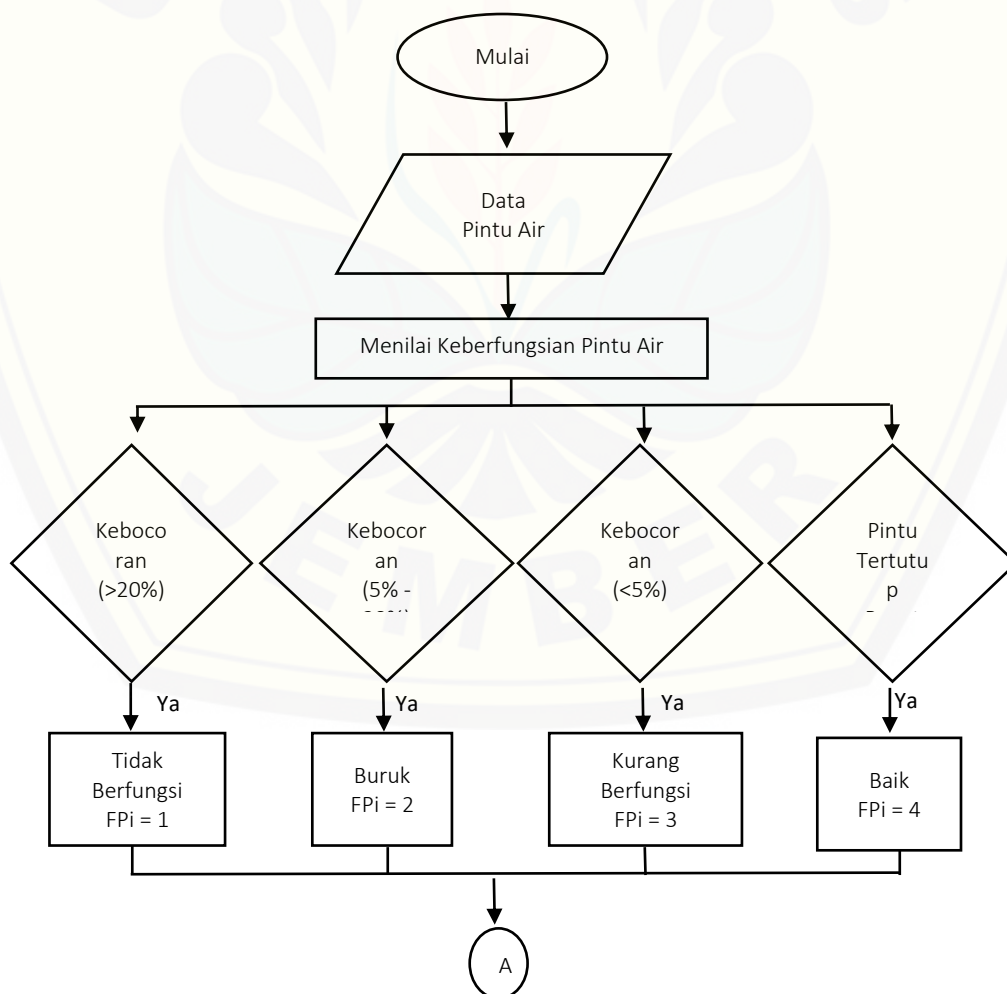 Mulai
Data
Pintu Air
Menilai Keberfungsian Pintu Air
Keboco
ran
(>20%)
Kebocor
an
(5% -
Kebocor
an
(<5%)
Pintu
Tertutu
p
Ya
Ya
Ya
Ya
Tidak
Berfungsi
FPi = 1
Buruk
FPi = 2
Kurang
Berfungsi
FPi = 3
Baik
FPi = 4
A
JEMBER